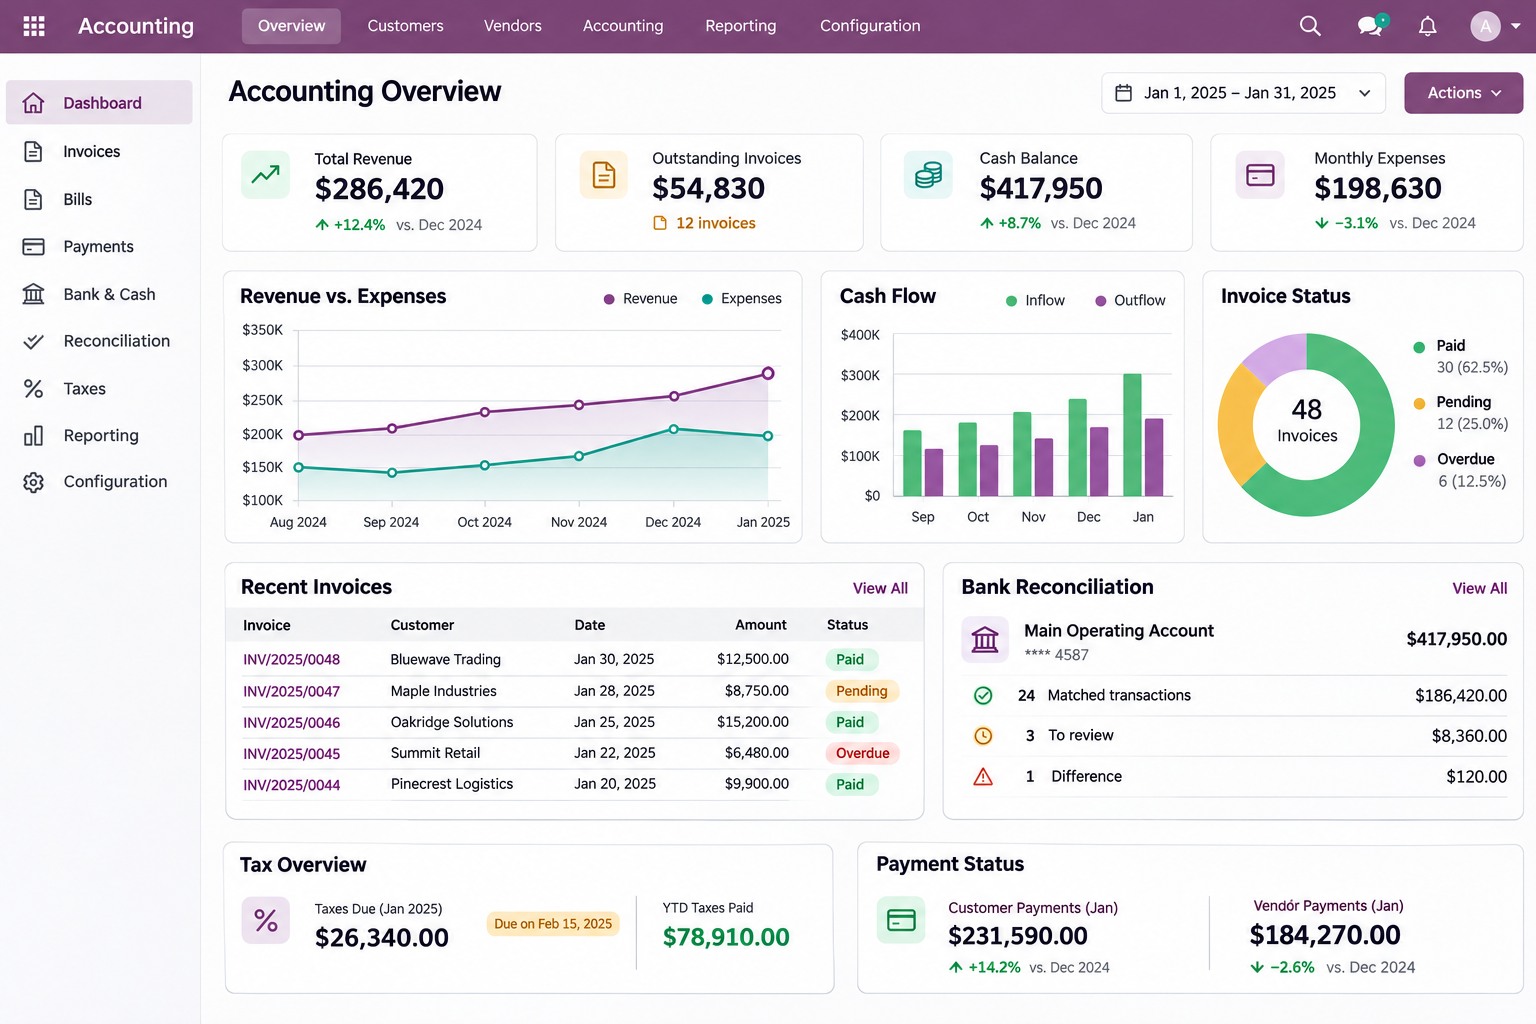 Accounting
Overview
Customers
Vendors
Accounting
Reporting
Configuration
A
Dashboard
Invoices
Bills
Payments
Bank & Cash
Reconciliation
Taxes
Reporting
Configuration
Accounting Overview
Jan 1, 2025 – Jan 31, 2025
Actions
Total Revenue
$286,420
+12.4% vs. Dec 2024
Outstanding Invoices
$54,830
12 invoices
Cash Balance
$417,950
+8.7% vs. Dec 2024
Monthly Expenses
$198,630
−3.1% vs. Dec 2024
Revenue vs. Expenses
Revenue
Expenses
$350K
$300K
$250K
$200K
$150K
$100K
Aug 2024
Sep 2024
Oct 2024
Nov 2024
Dec 2024
Jan 2025
Cash Flow
Inflow
Outflow
$400K
$300K
$200K
$100K
$0
Sep
Oct
Nov
Dec
Jan
Invoice Status
48
Invoices
Paid
30 (62.5%)
Pending
12 (25.0%)
Overdue
6 (12.5%)
Recent Invoices
View All
Invoice Customer Date Amount Status
INV/2025/0048 Bluewave Trading Jan 30, 2025 $12,500.00 Paid
INV/2025/0047 Maple Industries Jan 28, 2025 $8,750.00 Pending
INV/2025/0046 Oakridge Solutions Jan 25, 2025 $15,200.00 Paid
INV/2025/0045 Summit Retail Jan 22, 2025 $6,480.00 Overdue
INV/2025/0044 Pinecrest Logistics Jan 20, 2025 $9,900.00 Paid
Bank Reconciliation
View All
Main Operating Account
**** 4587
$417,950.00
24 Matched transactions $186,420.00
3 To review $8,360.00
1 Difference $120.00
Tax Overview
Taxes Due (Jan 2025)
$26,340.00
Due on Feb 15, 2025
YTD Taxes Paid
$78,910.00
Payment Status
Customer Payments (Jan)
$231,590.00
+14.2% vs. Dec 2024
Vendór Payments (Jan)
$184,270.00
−2.6% vs. Dec 2024